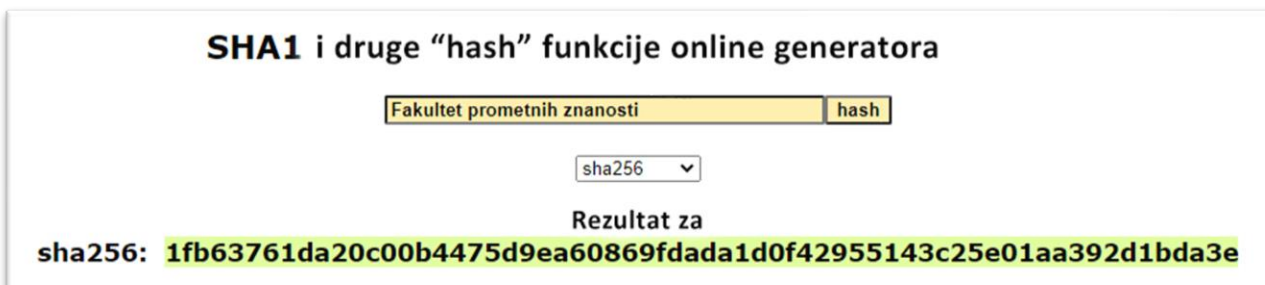 SHA1 i druge “hash” funkcije online generatora
Fakultet prometnih znanosti hash
sha256
Rezultat za
sha256: 1fb63761da20c00b4475d9ea60869fdada1d0f42955143c25e01aa392d1bda3e